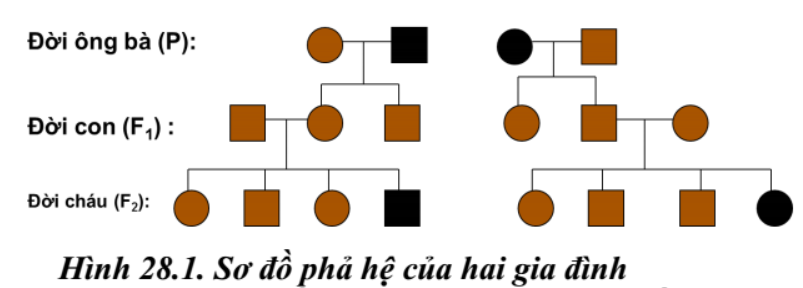 Đời ông bà (P):
Đời con (F₁) :
Đời cháu (F₂):
Hình 28.1. Sơ đồ phả hệ của hai gia đình